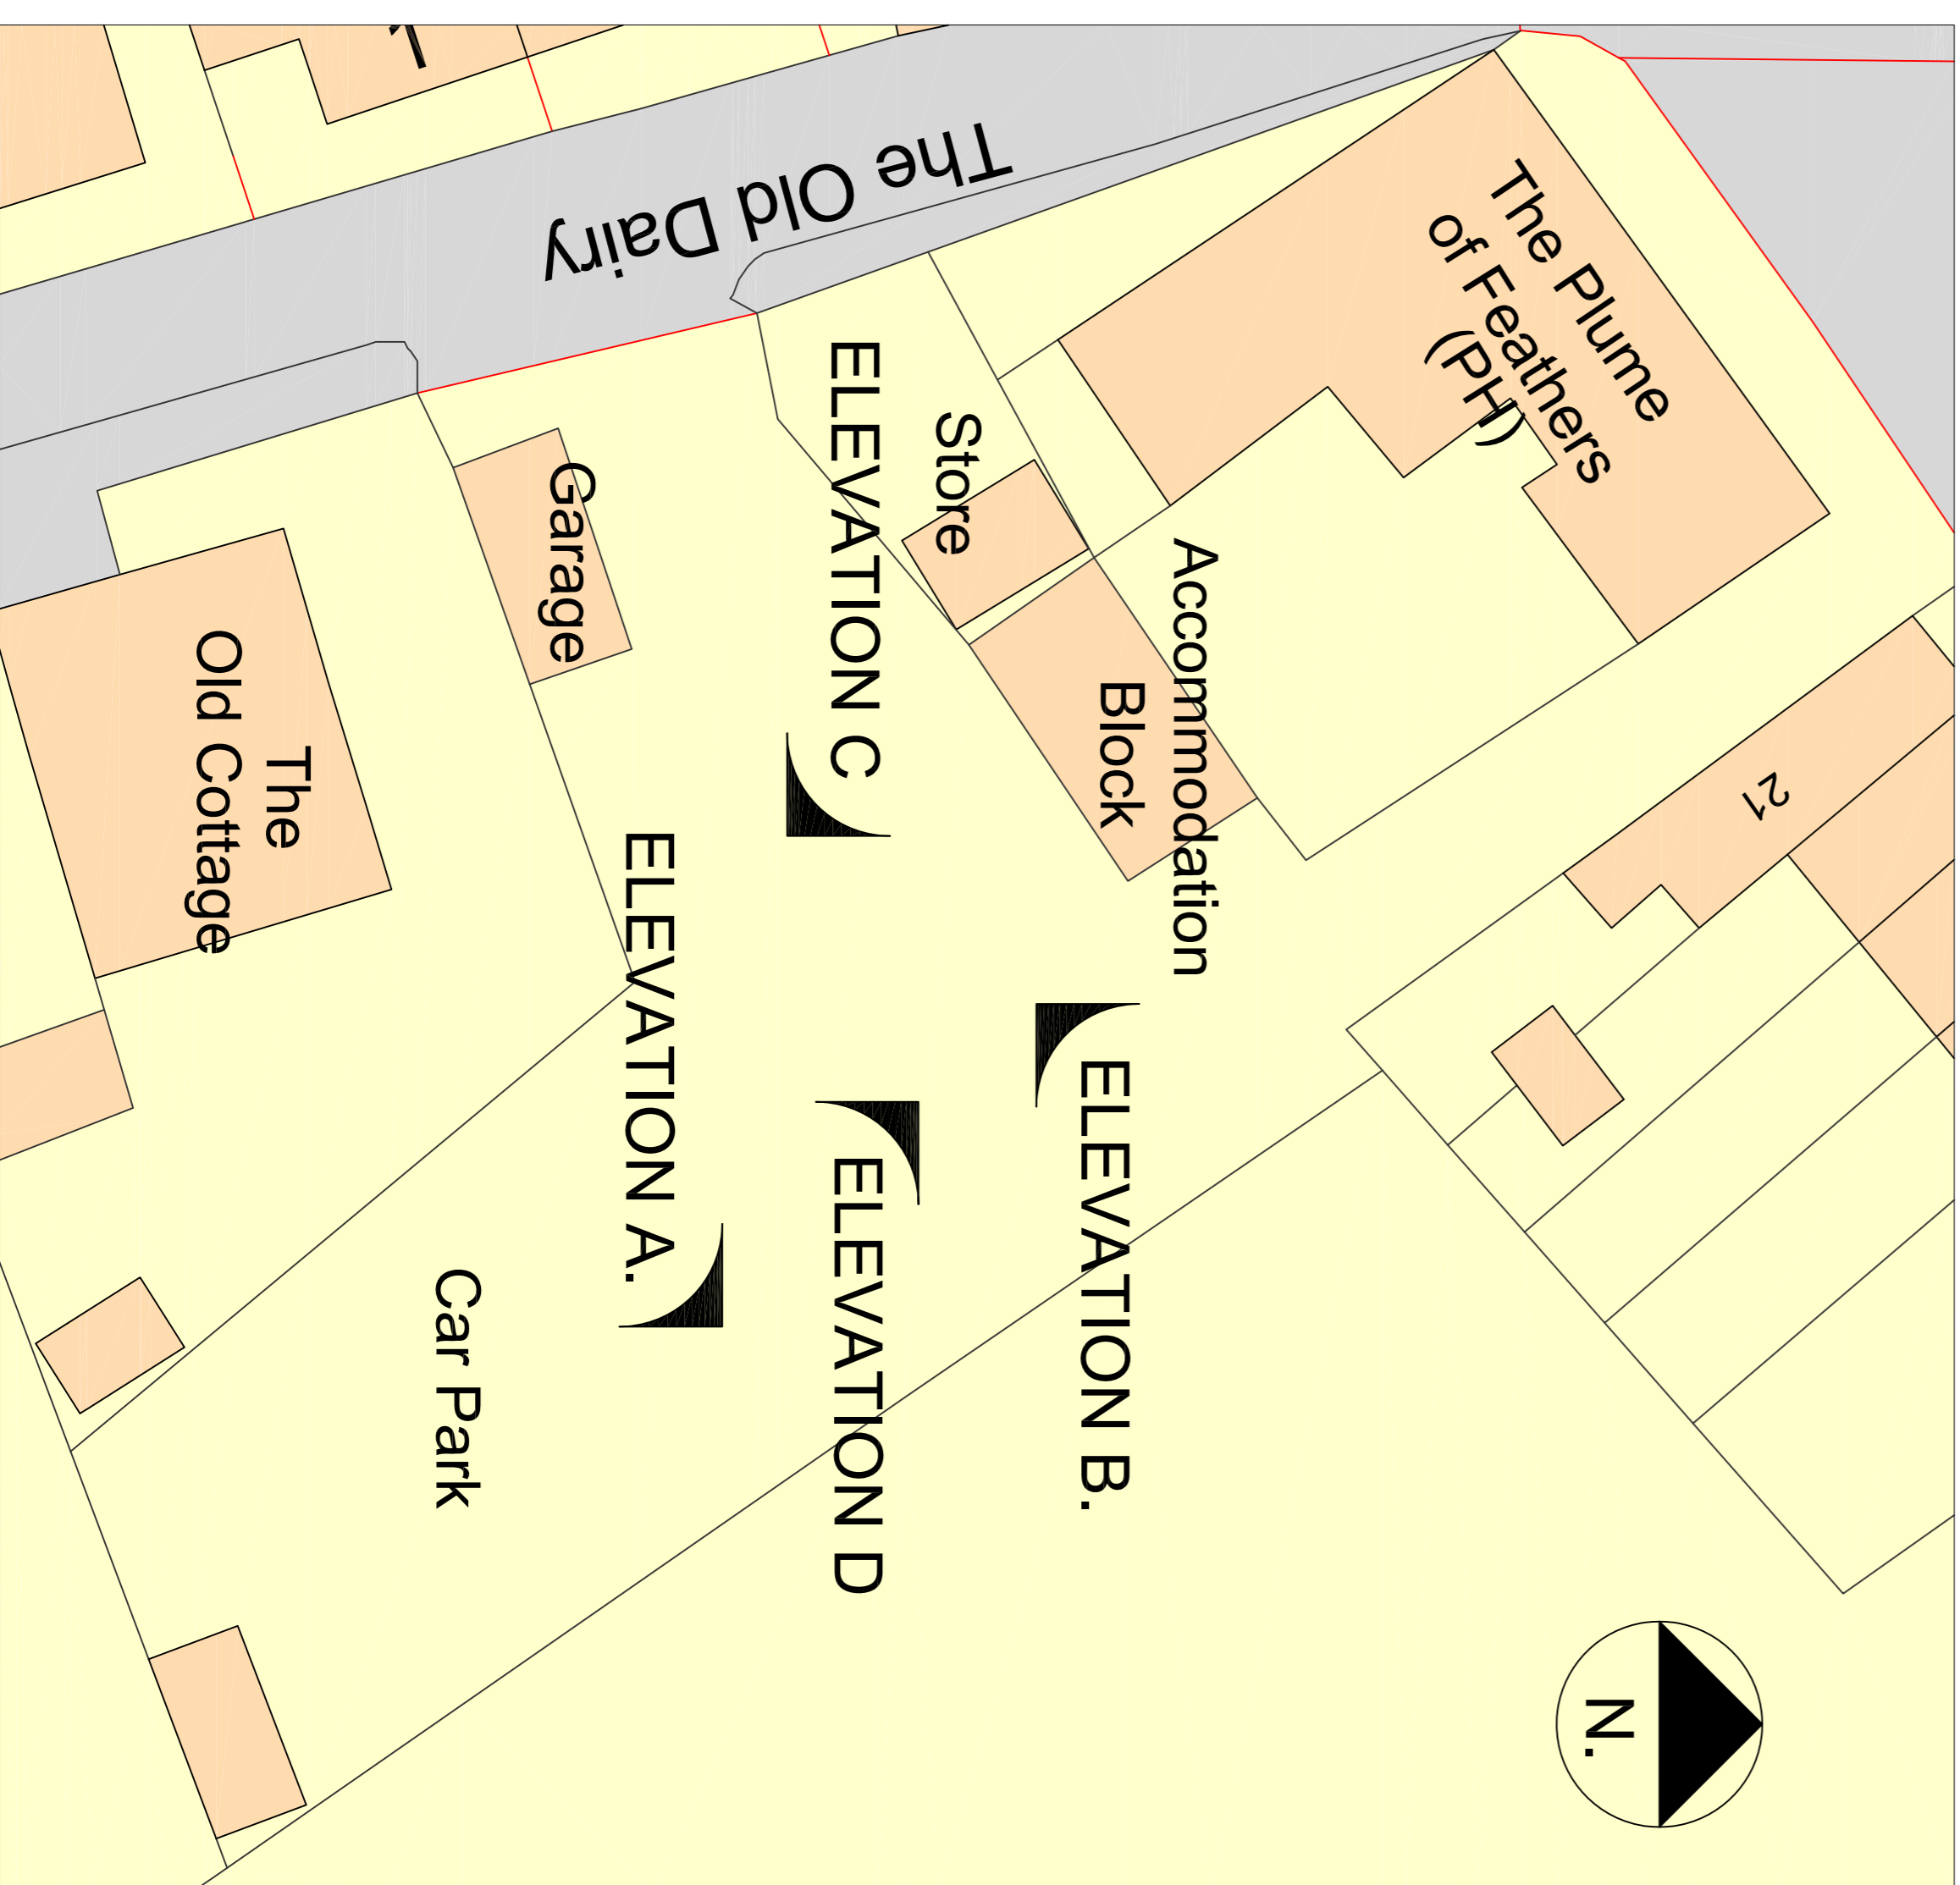 The Old Dairy
The Plume
of Feathers
(PH)
Store
Accommodation
Block
Garage
The
Old Cottage
21
ELEVATION C
ELEVATION A.
ELEVATION B.
ELEVATION D
Car Park
N.